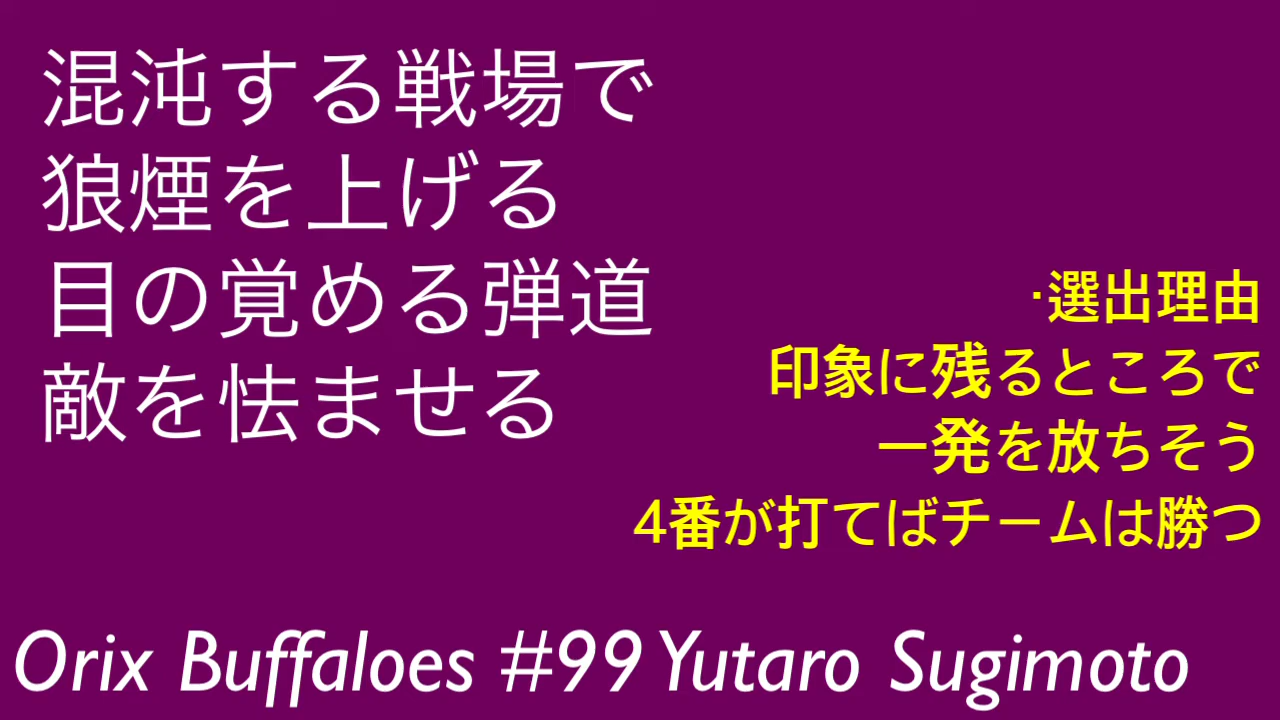 混沌する戦場で
狼煙を上げる
目の覚める弾道
敵を怯ませる
·選出理由
印象に残るところで
一発を放ちそう
4番が打てばチームは勝つ
Orix Buffaloes #99 Yutaro Sugimoto